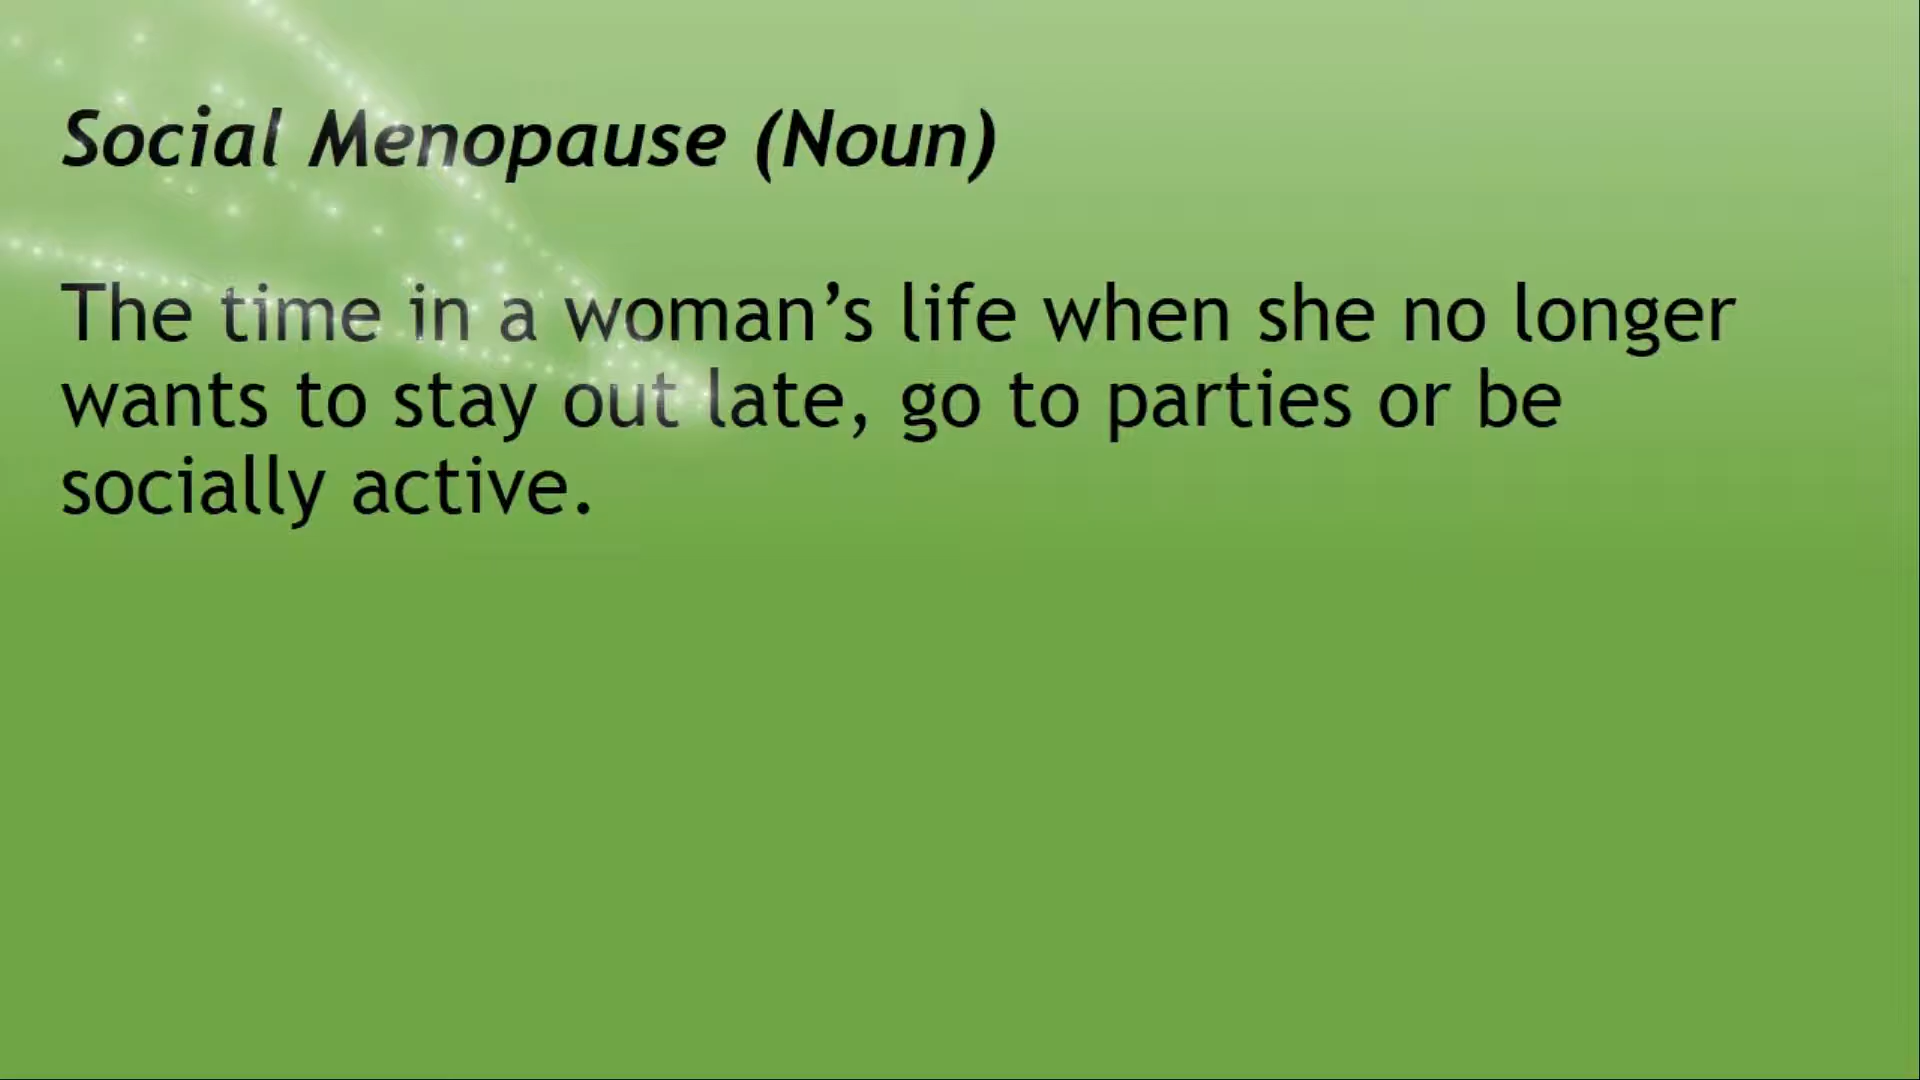 Social Menopause (Noun)
The time in a woman’s life when she no longer
wants to stay out late, go to parties or be
socially active.